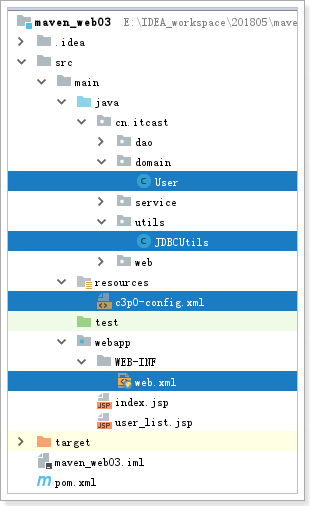 maven_web03 E:\IDEA_workspace\201805\mave
.idea
src
main
java
cn.itcast
dao
domain
C User
service
utils
C JDBCUtils
web
resources
c3p0-config.xml
test
webapp
WEB-INF
web.xml
JSP index.jsp
JSP user_list.jsp
target
maven_web03.iml
m pom.xml